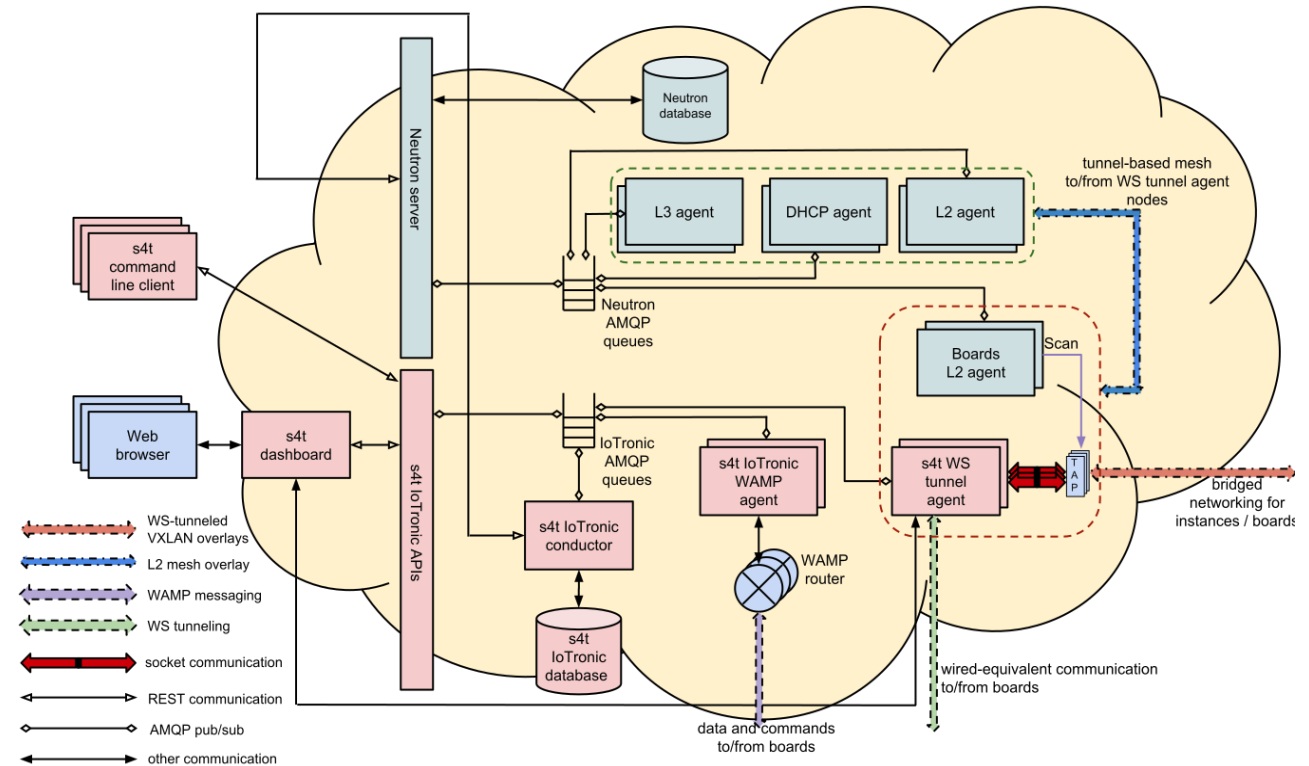 Neutron
database
Neutron server
tunnel-based mesh
to/from WS tunnel agent
nodes
L3 agent
DHCP agent
L2 agent
s4t
command
line client
Neutron
AMQP
queues
Boards
L2 agent
Scan
Web
browser
s4t
dashboard
s4t IoTronic APIs
IoTronic
AMQP
queues
s4t IoTronic
WAMP
agent
s4t WS
tunnel
agent
TAP
bridged
networking for
instances / boards
s4t IoTronic
conductor
WAMP
router
s4t
IoTronic
database
wired-equivalent communication
to/from boards
data and commands
to/from boards
WS-tunneled
VXLAN overlays
L2 mesh overlay
WAMP messaging
WS tunneling
socket communication
REST communication
AMQP pub/sub
other communication